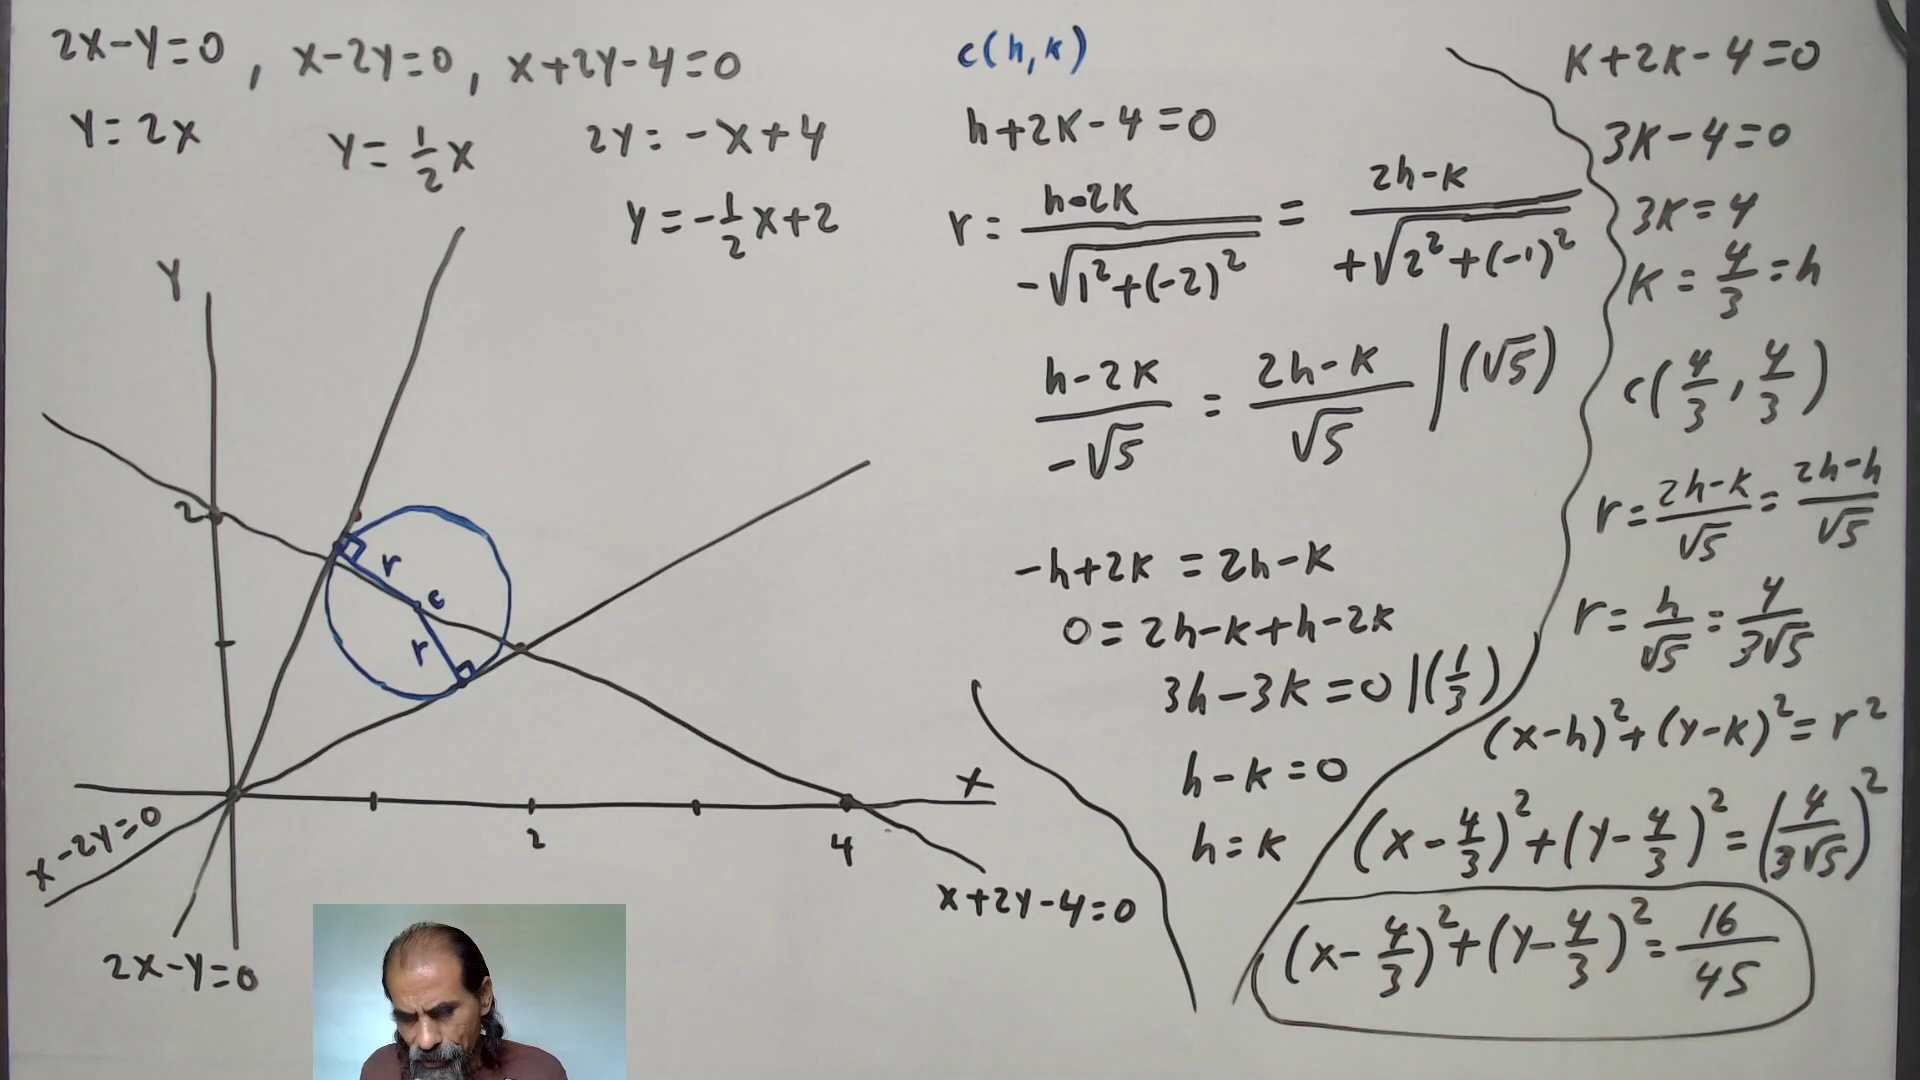 2x-y=0, x-2y=0, x+2y-4=0
y=2x
y=1/2 x
2y=-x+4
y=-1/2 x+2
Y
2
r
c
r
X
2
4
x-2y=0
2x-y=0
x+2y-4=0
c(h,k)
h+2k-4=0
r=(h-2k)/(-√(1²+(-2)²))=(2h-k)/(+√(2²+(-1)²))
(h-2k)/(-√5)=(2h-k)/√5 |(√5)
-h+2k=2h-k
0=2h-k+h-2k
3h-3k=0 |(1/3)
h-k=0
h=k
k+2k-4=0
3k-4=0
3k=4
k=4/3=h
c(4/3,4/3)
r=(2h-k)/√5=(2h-h)/√5
r=h/√5=4/(3√5)
(x-h)²+(y-k)²=r²
(x-4/3)²+(y-4/3)²=(4/(3√5))²
(x-4/3)²+(y-4/3)²=16/45